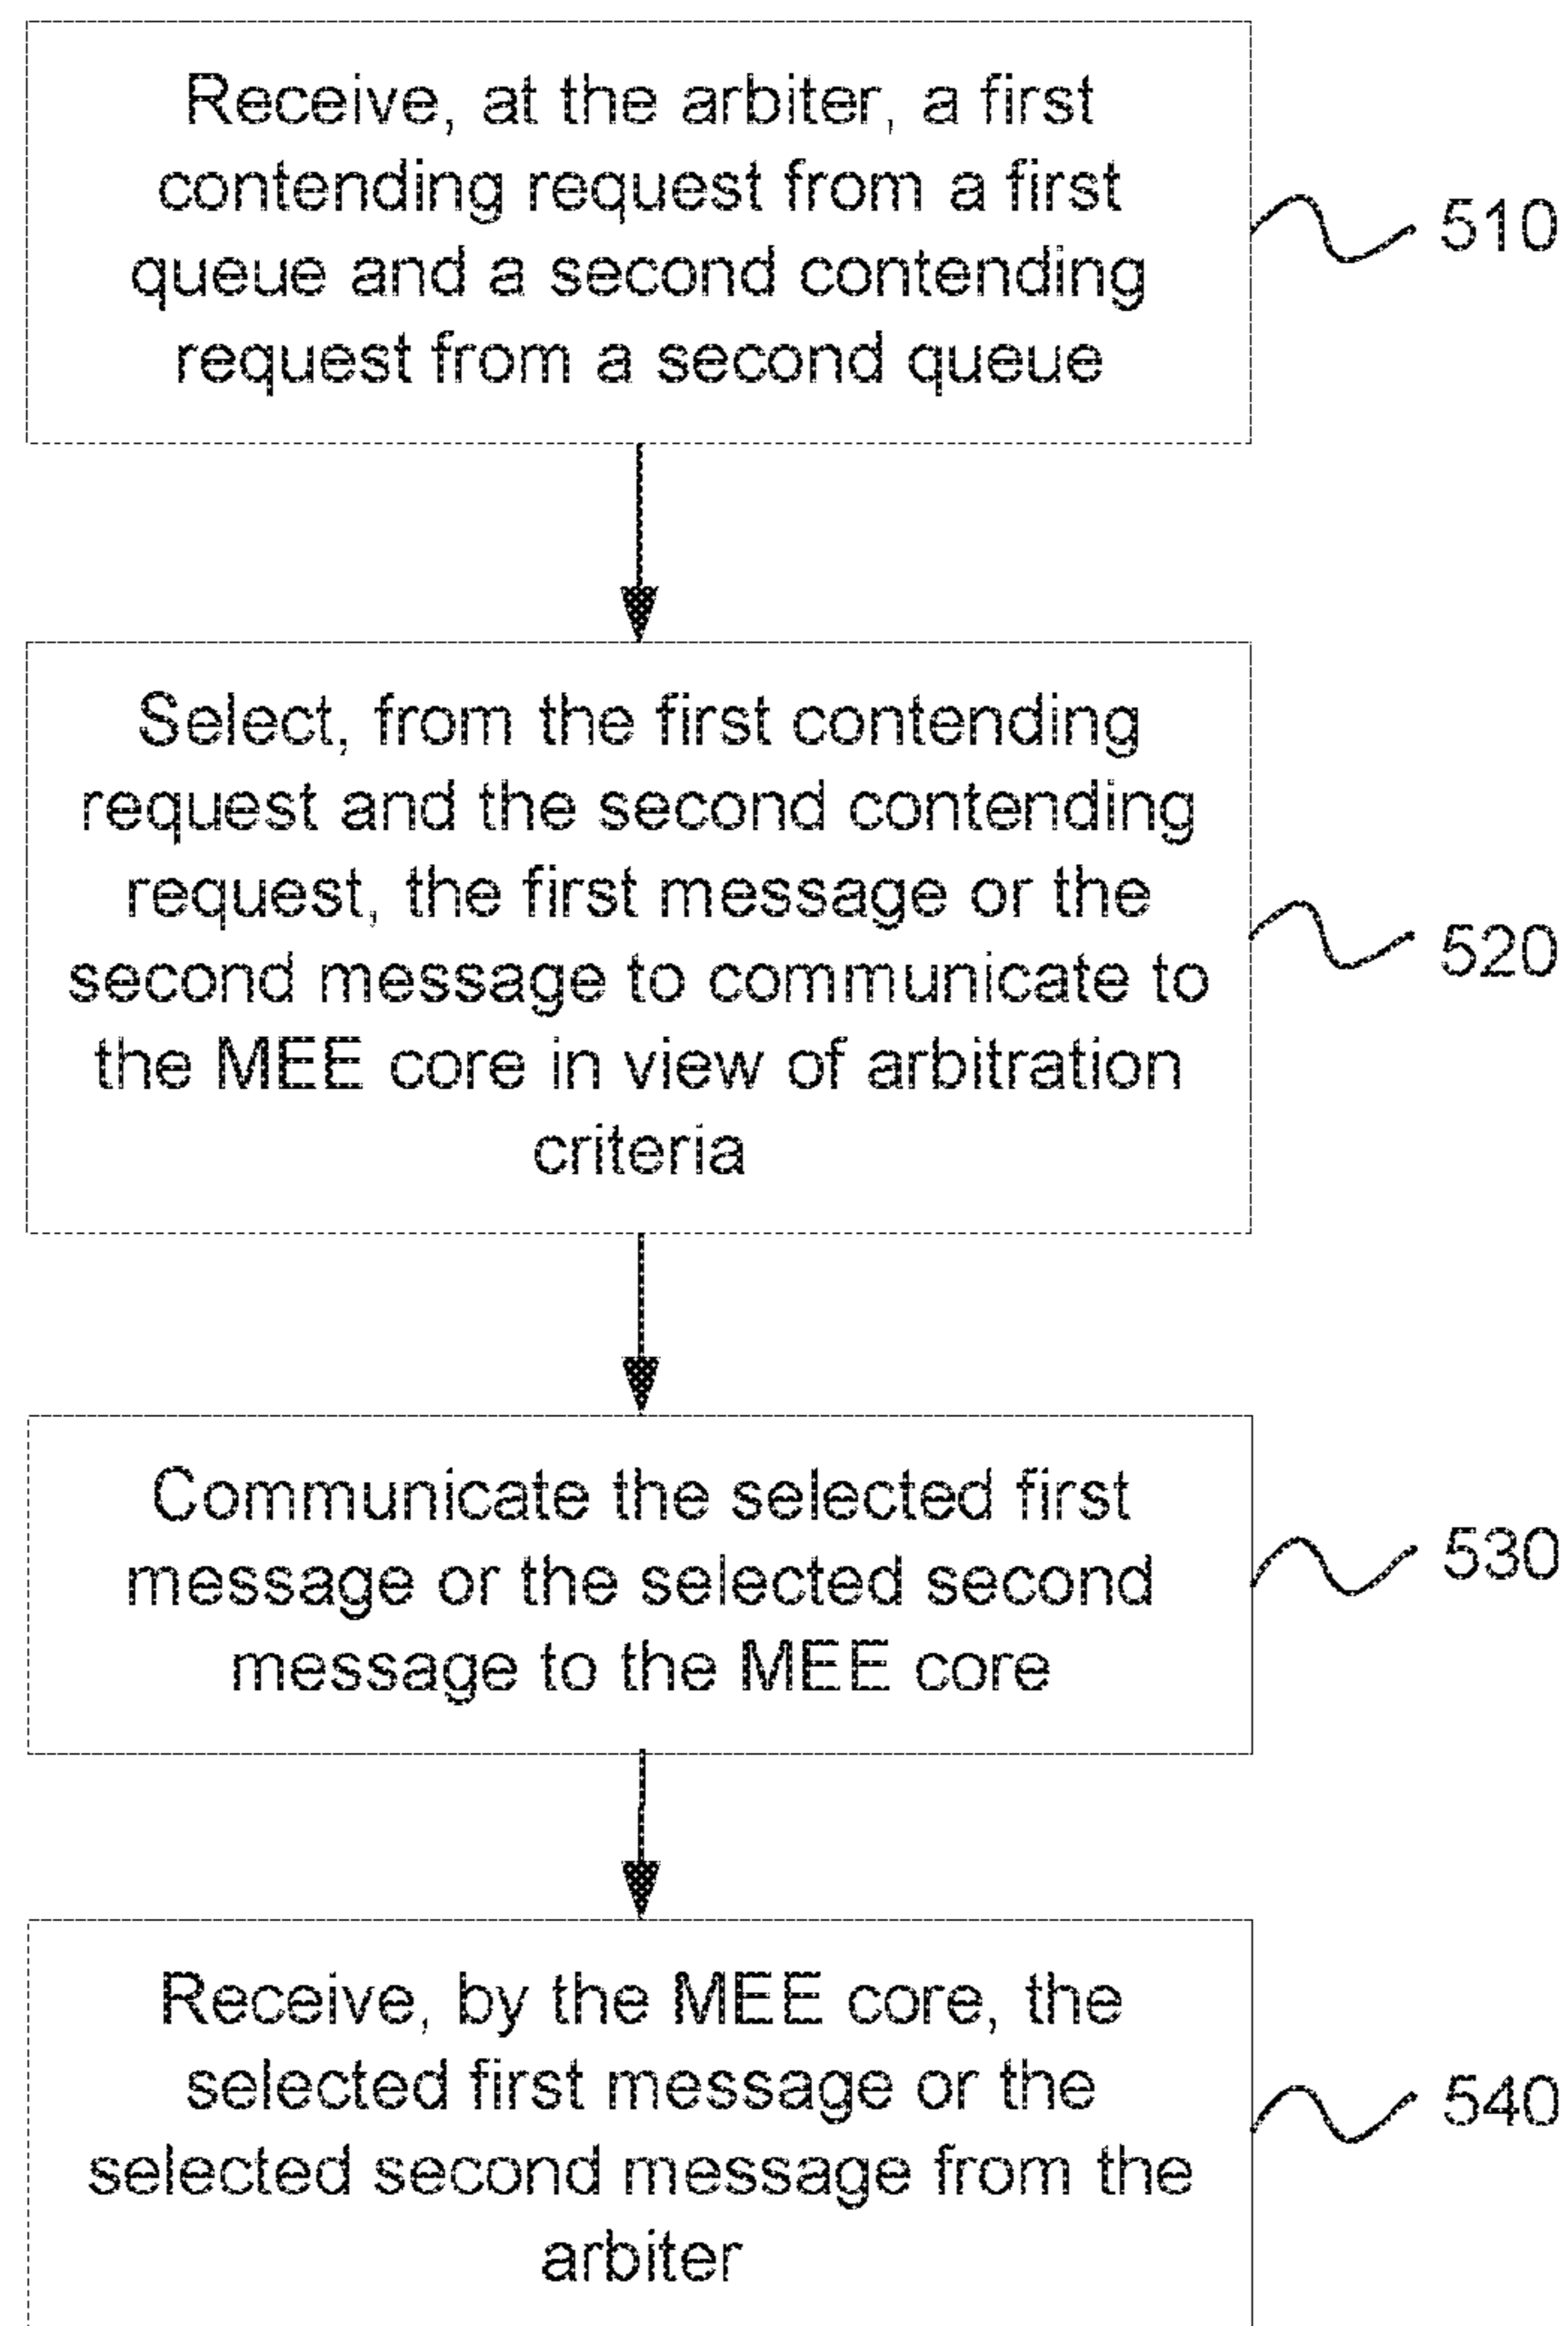 Receive, at the arbiter, a first
contending request from a first
queue and a second contending
request from a second queue
510
Select, from the first contending
request and the second contending
request, the first message or the
second message to communicate to
the MEE core in view of arbitration
criteria
520
Communicate the selected first
message or the selected second
message to the MEE core
530
Receive, by the MEE core, the
selected first message or the
selected second message from the
arbiter
540